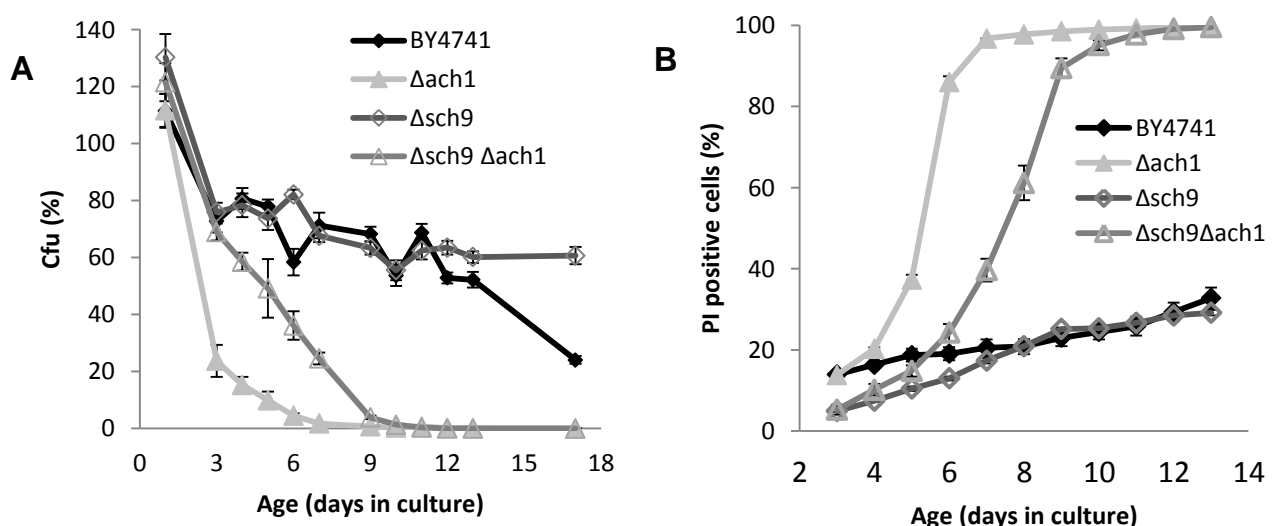 A
Cfu (%)
140
120
100
80
60
40
20
0
0 3 6 9 12 15 18
Age (days in culture)
BY4741
Δach1
Δsch9
Δsch9 Δach1
B
PI positive cells (%)
100
80
60
40
20
0
2 4 6 8 10 12 14
Age (days in culture)
BY4741
Δach1
Δsch9
Δsch9Δach1